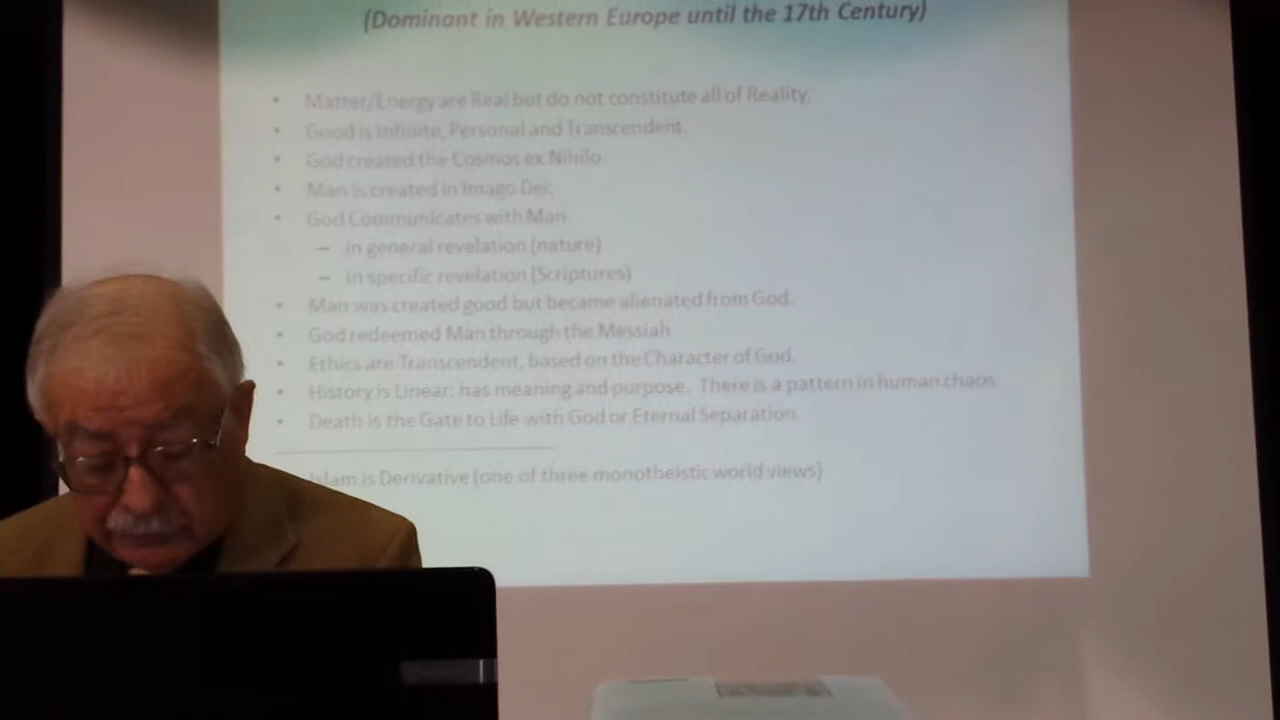 (Dominant in Western Europe until the 17th Century)
• Matter/Energy are Real but do not constitute all of Reality.
• Good is Infinite, Personal and Transcendent.
• God created the Cosmos ex Nihilo
• Man is created in Imago Dei.
• God Communicates with Man
– in general revelation (nature)
– in specific revelation (Scriptures)
• Man was created good but became alienated from God.
• God redeemed Man through the Messiah
• Ethics are Transcendent, based on the Character of God.
• History is Linear: has meaning and purpose. There is a pattern in human chaos
• Death is the Gate to Life with God or Eternal Separation.
Islam is Derivative (one of three monotheistic world views)